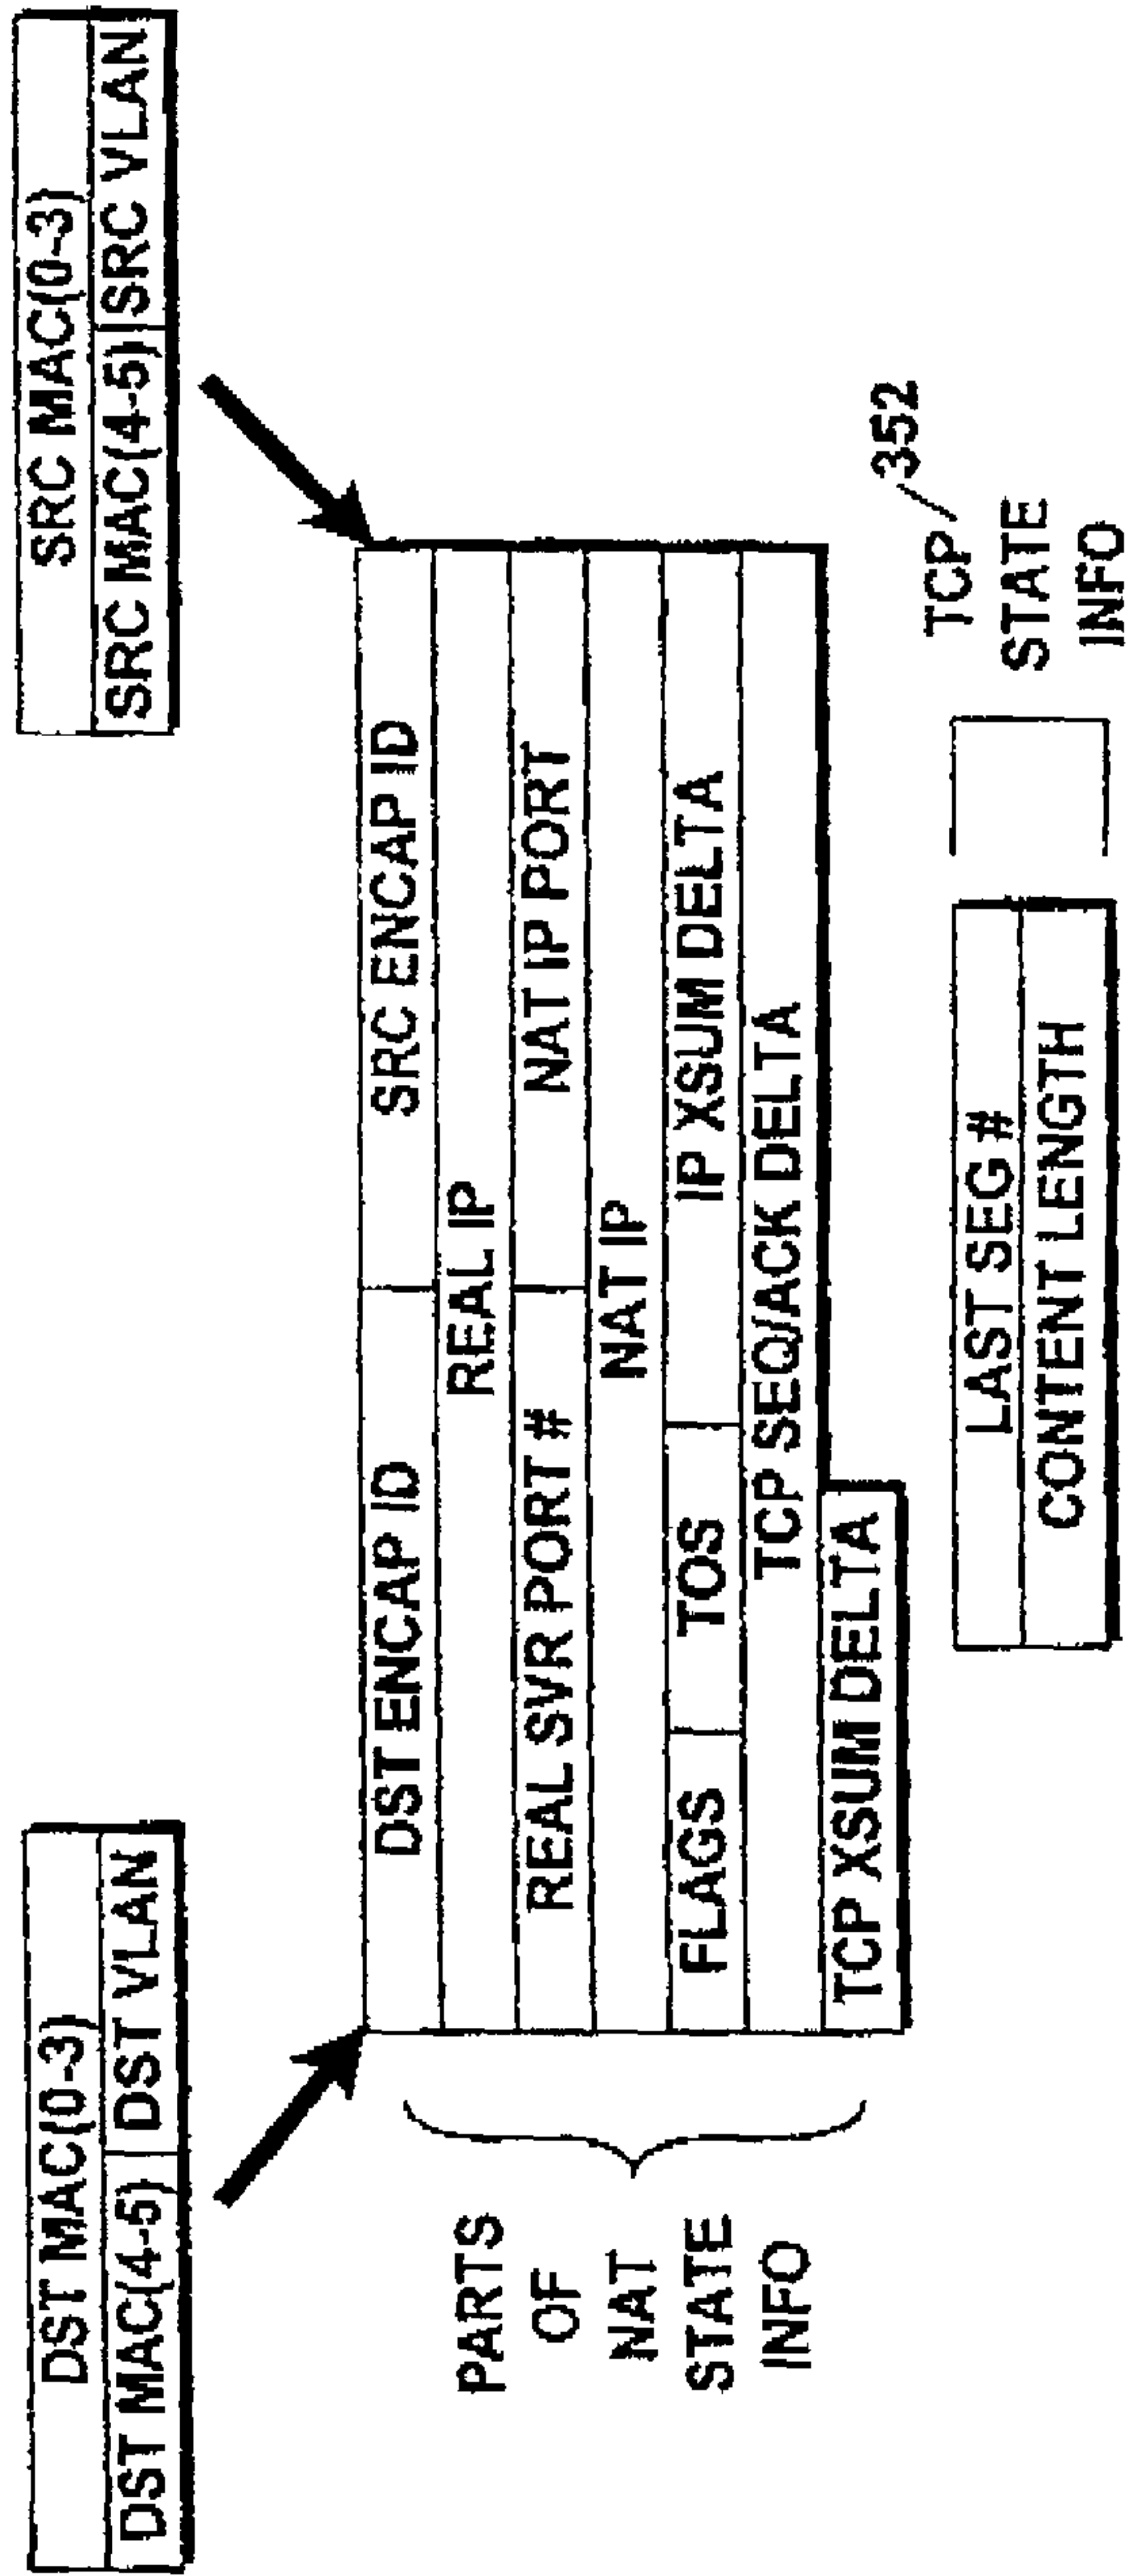 DST MAC(0-3)
DST MAC(4-5) DST VLAN
SRC MAC(0-3)
SRC MAC(4-5) SRC VLAN
PARTS
OF
NAT
STATE
INFO
DST ENCAP ID SRC ENCAP ID
REAL IP
REAL SVR PORT # NAT IP PORT
NAT IP
FLAGS TOS IP XSUM DELTA
TCP SEQ/ACK DELTA
TCP XSUM DELTA
LAST SEG #
CONTENT LENGTH
TCP 352
STATE
INFO